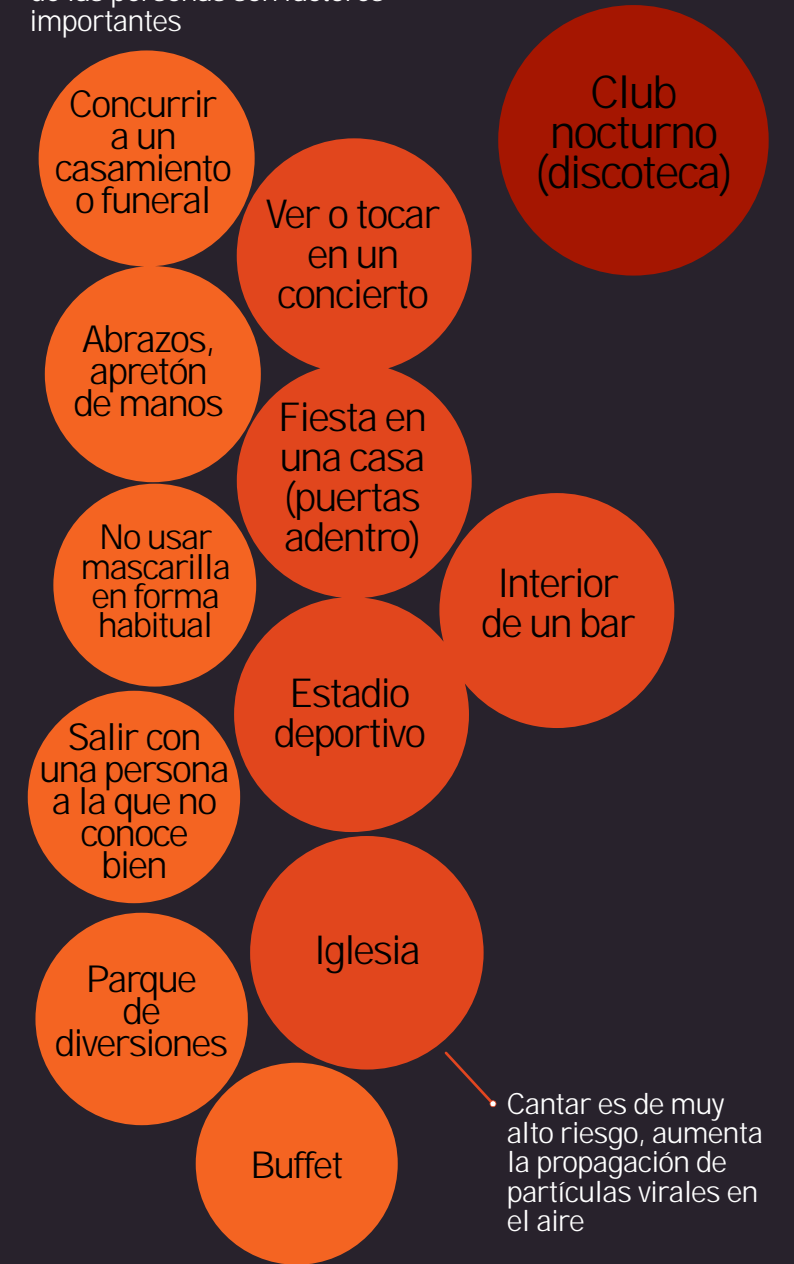 importantes
Concurrir
a un
casamiento
o funeral
Club
nocturno
(discoteca)
Ver o tocar
en un
concierto
Abrazos,
apretón
de manos
Fiesta en
una casa
(puertas
adentro)
No usar
mascarilla
en forma
habitual
Interior
de un bar
Estadio
deportivo
Salir con
una persona
a la que no
conoce
bien
Iglesia
Parque
de
diversiones
Cantar es de muy
alto riesgo, aumenta
la propagación de
partículas virales en
el aire
Buffet